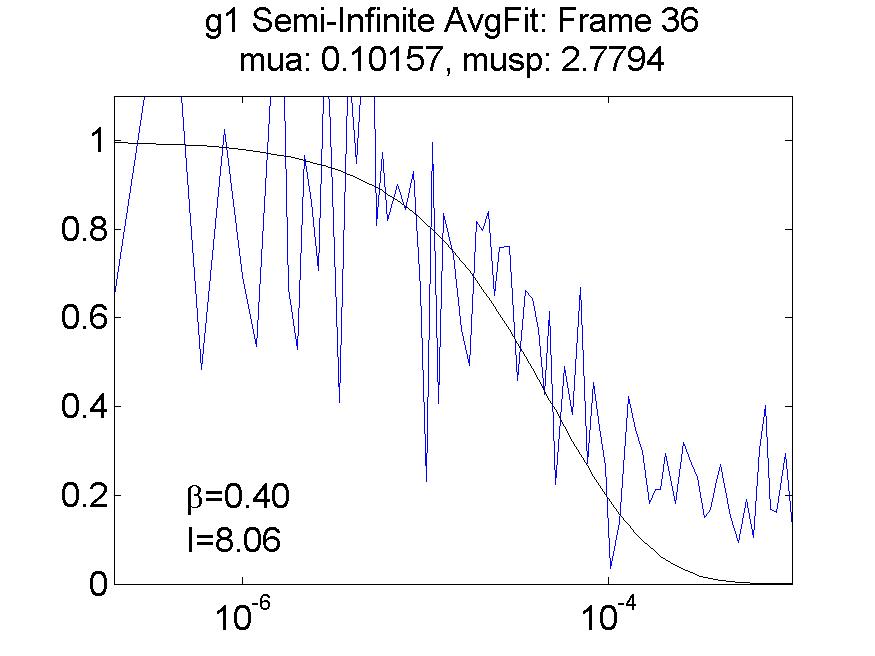 g1 Semi-Infinite AvgFit: Frame 36
mua: 0.10157, musp: 2.7794
1
0.8
0.6
0.4
0.2
0
β=0.40
I=8.06
10^-6
10^-4